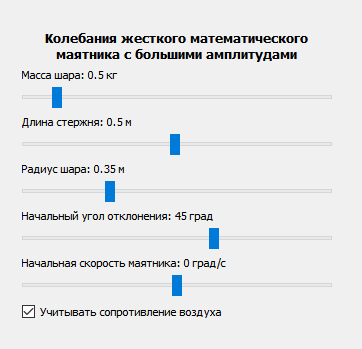 Колебания жесткого математического
маятника с большими амплитудами
Масса шара: 0.5 кг
Длина стержня: 0.5 м
Радиус шара: 0.35 м
Начальный угол отклонения: 45 град
Начальная скорость маятника: 0 град/с
Учитывать сопротивление воздуха